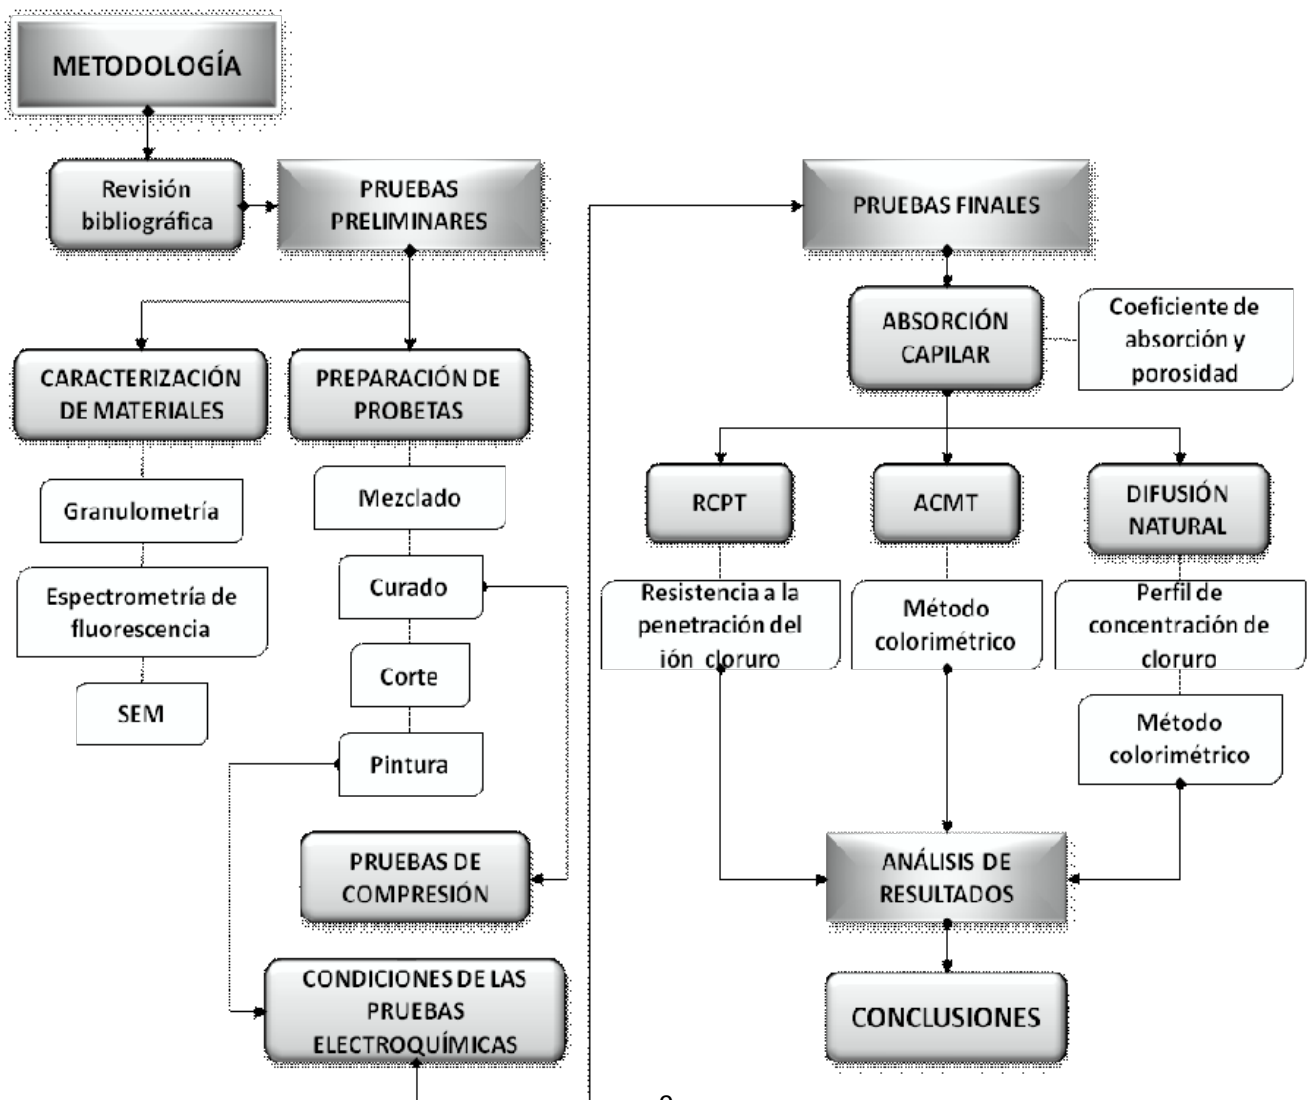 METODOLOGÍA
Revisión
bibliográfica
PRUEBAS
PRELIMINARES
CARACTERIZACIÓN
DE MATERIALES
Granulometría
Espectrometría de
fluorescencia
SEM
PREPARACIÓN DE
PROBETAS
Mezclado
Curado
Corte
Pintura
PRUEBAS DE
COMPRESIÓN
CONDICIONES DE LAS
PRUEBAS
ELECTROQUÍMICAS
PRUEBAS FINALES
ABSORCIÓN
CAPILAR
Coeficiente de
absorción y
porosidad
RCPT
Resistencia a la
penetración del
ión cloruro
ACMT
Método
colorimétrico
DIFUSIÓN
NATURAL
Perfil de
concentración de
cloruro
Método
colorimétrico
ANÁLISIS DE
RESULTADOS
CONCLUSIONES